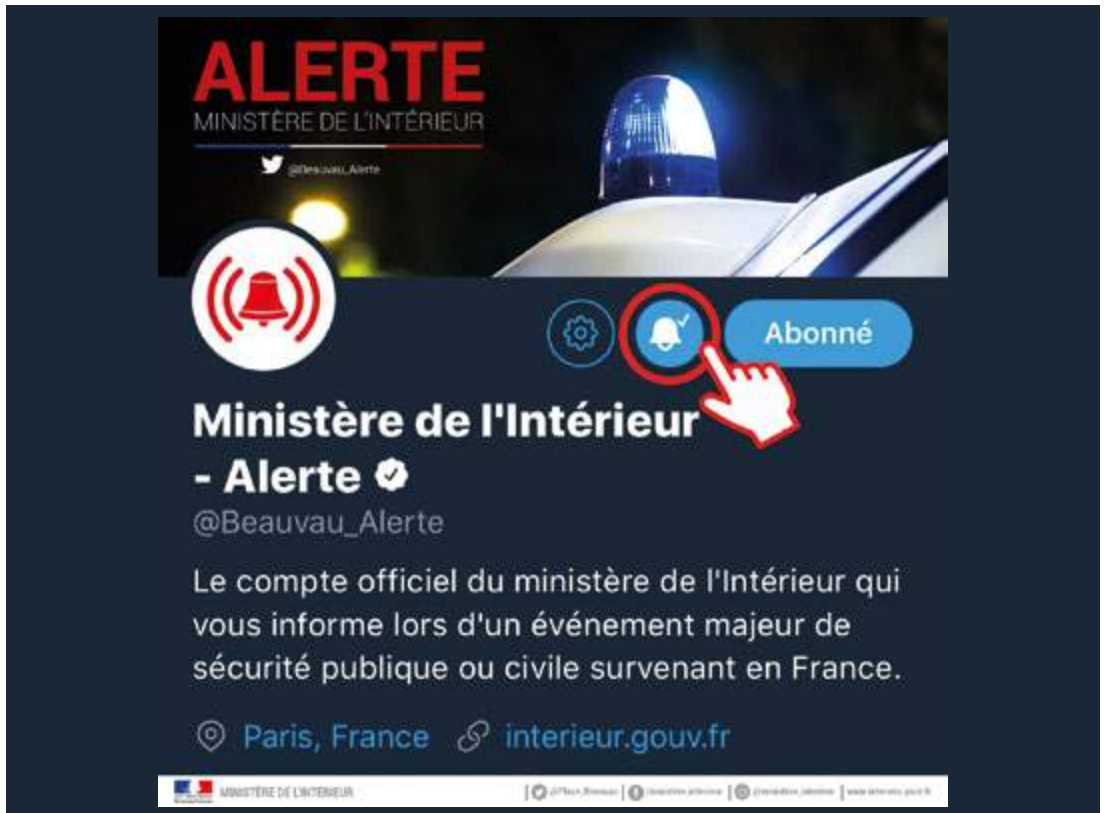 ALERTE
MINISTÈRE DE L'INTÉRIEUR
@Beauvau_Alerte
Abonné
Ministère de l'Intérieur
- Alerte
@Beauvau_Alerte
Le compte officiel du ministère de l'Intérieur qui
vous informe lors d'un événement majeur de
sécurité publique ou civile survenant en France.
Paris, France interieur.gouv.fr
MINISTÈRE DE L'INTÉRIEUR